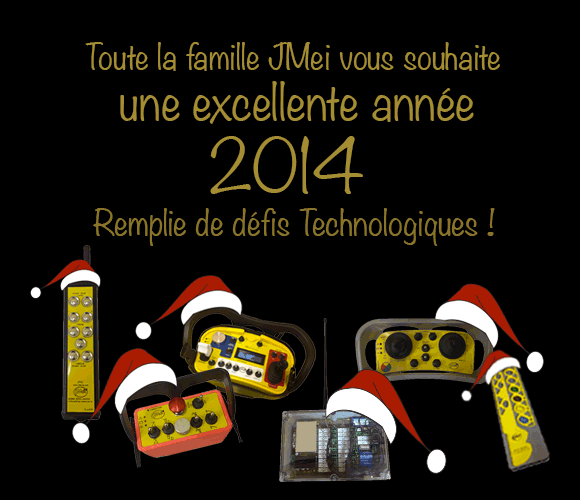 Toute la famille JMei vous souhaite
une excellente année
2014
Remplie de défis Technologiques !